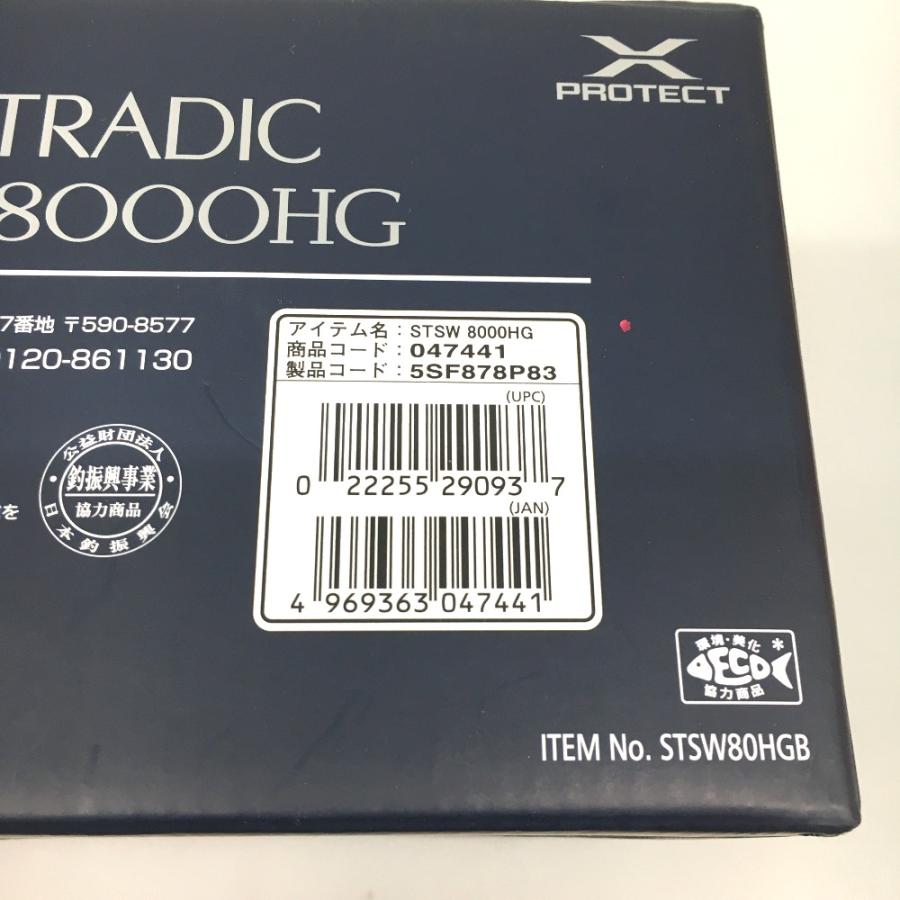 X
PROTECT
TRADIC
8000HG
7番地 〒590-8577
0120-861130
アイテム名：STSW 8000HG
商品コード：047441
製品コード：5SF878P83
(UPC)
0 22255 29093 7
(JAN)
4 969363 047441
公益財団法人
釣振興事業
協力商品
日本釣振興会
を
環境・美化 *
ECO
協力商品
ITEM No. STSW80HGB